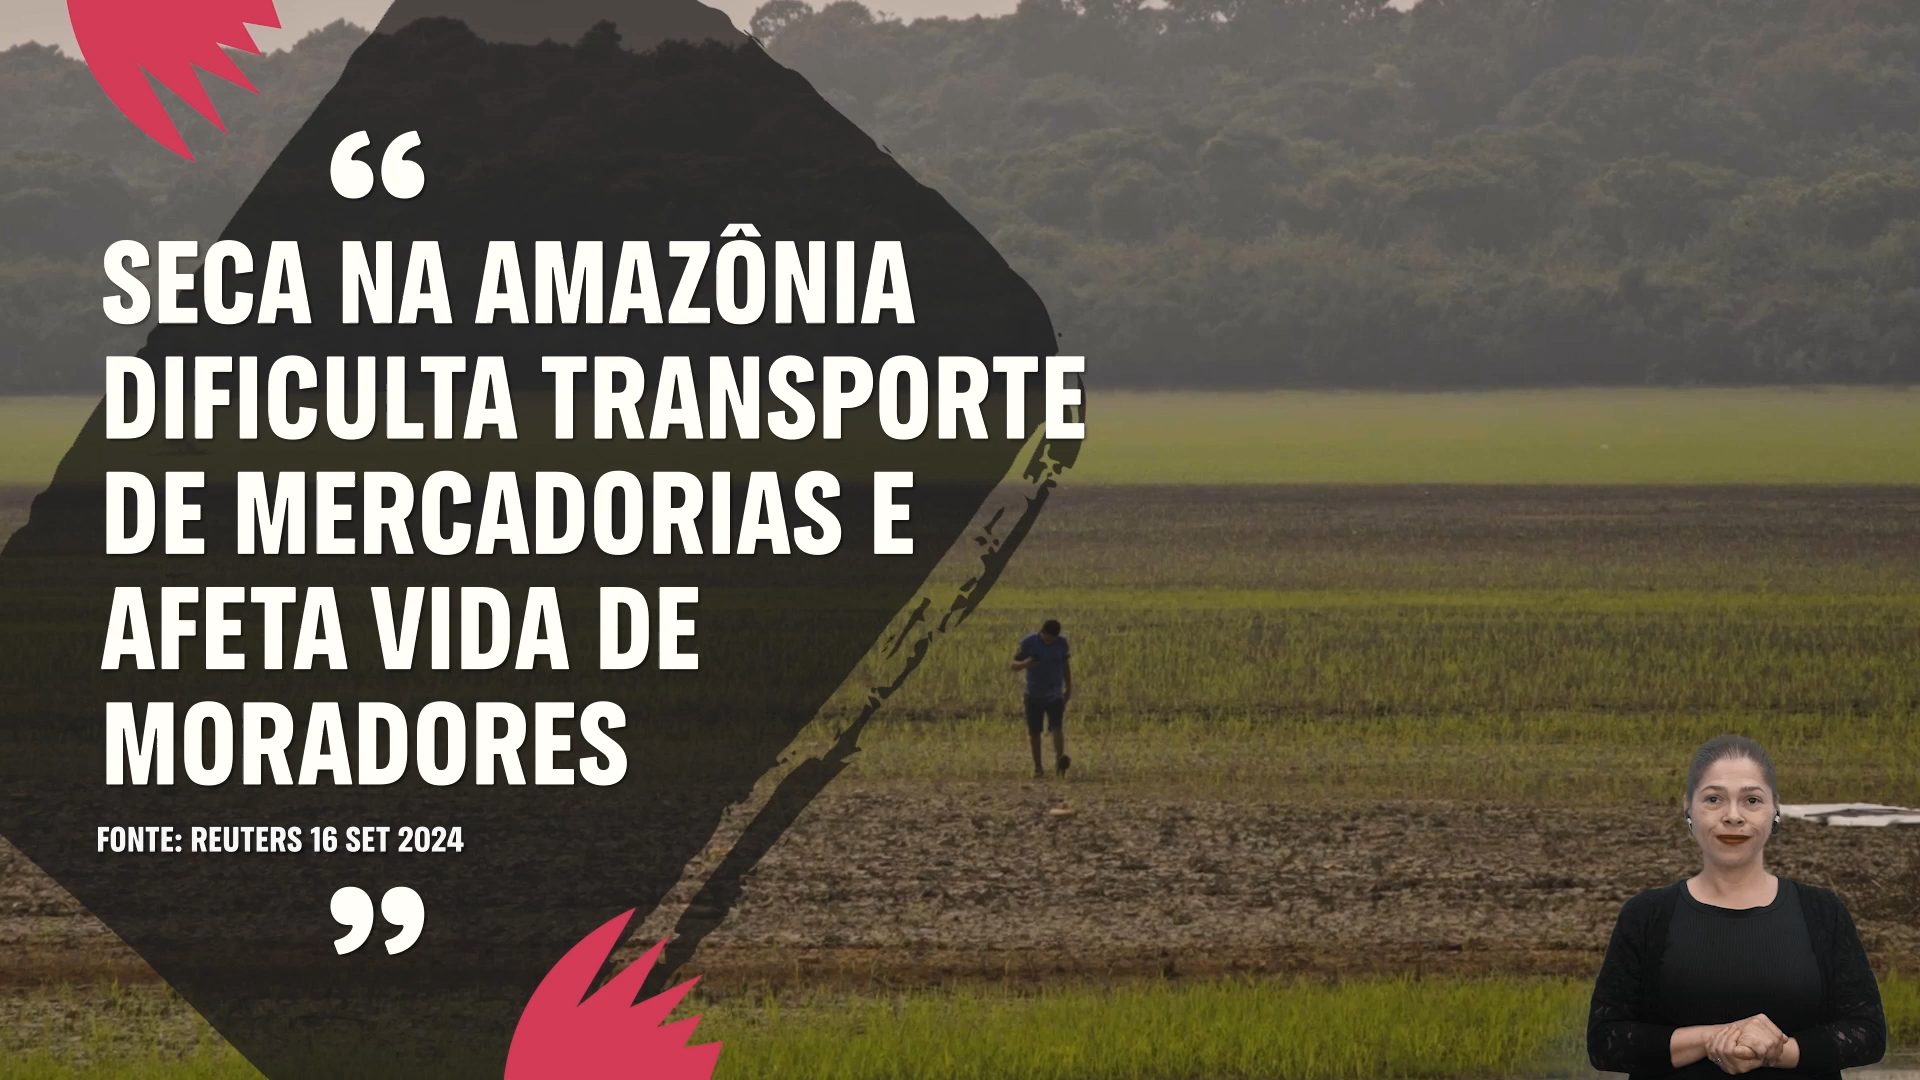 “
SECA NA AMAZÔNIA
DIFICULTA TRANSPORTE
DE MERCADORIAS E
AFETA VIDA DE
MORADORES
FONTE: REUTERS 16 SET 2024
”